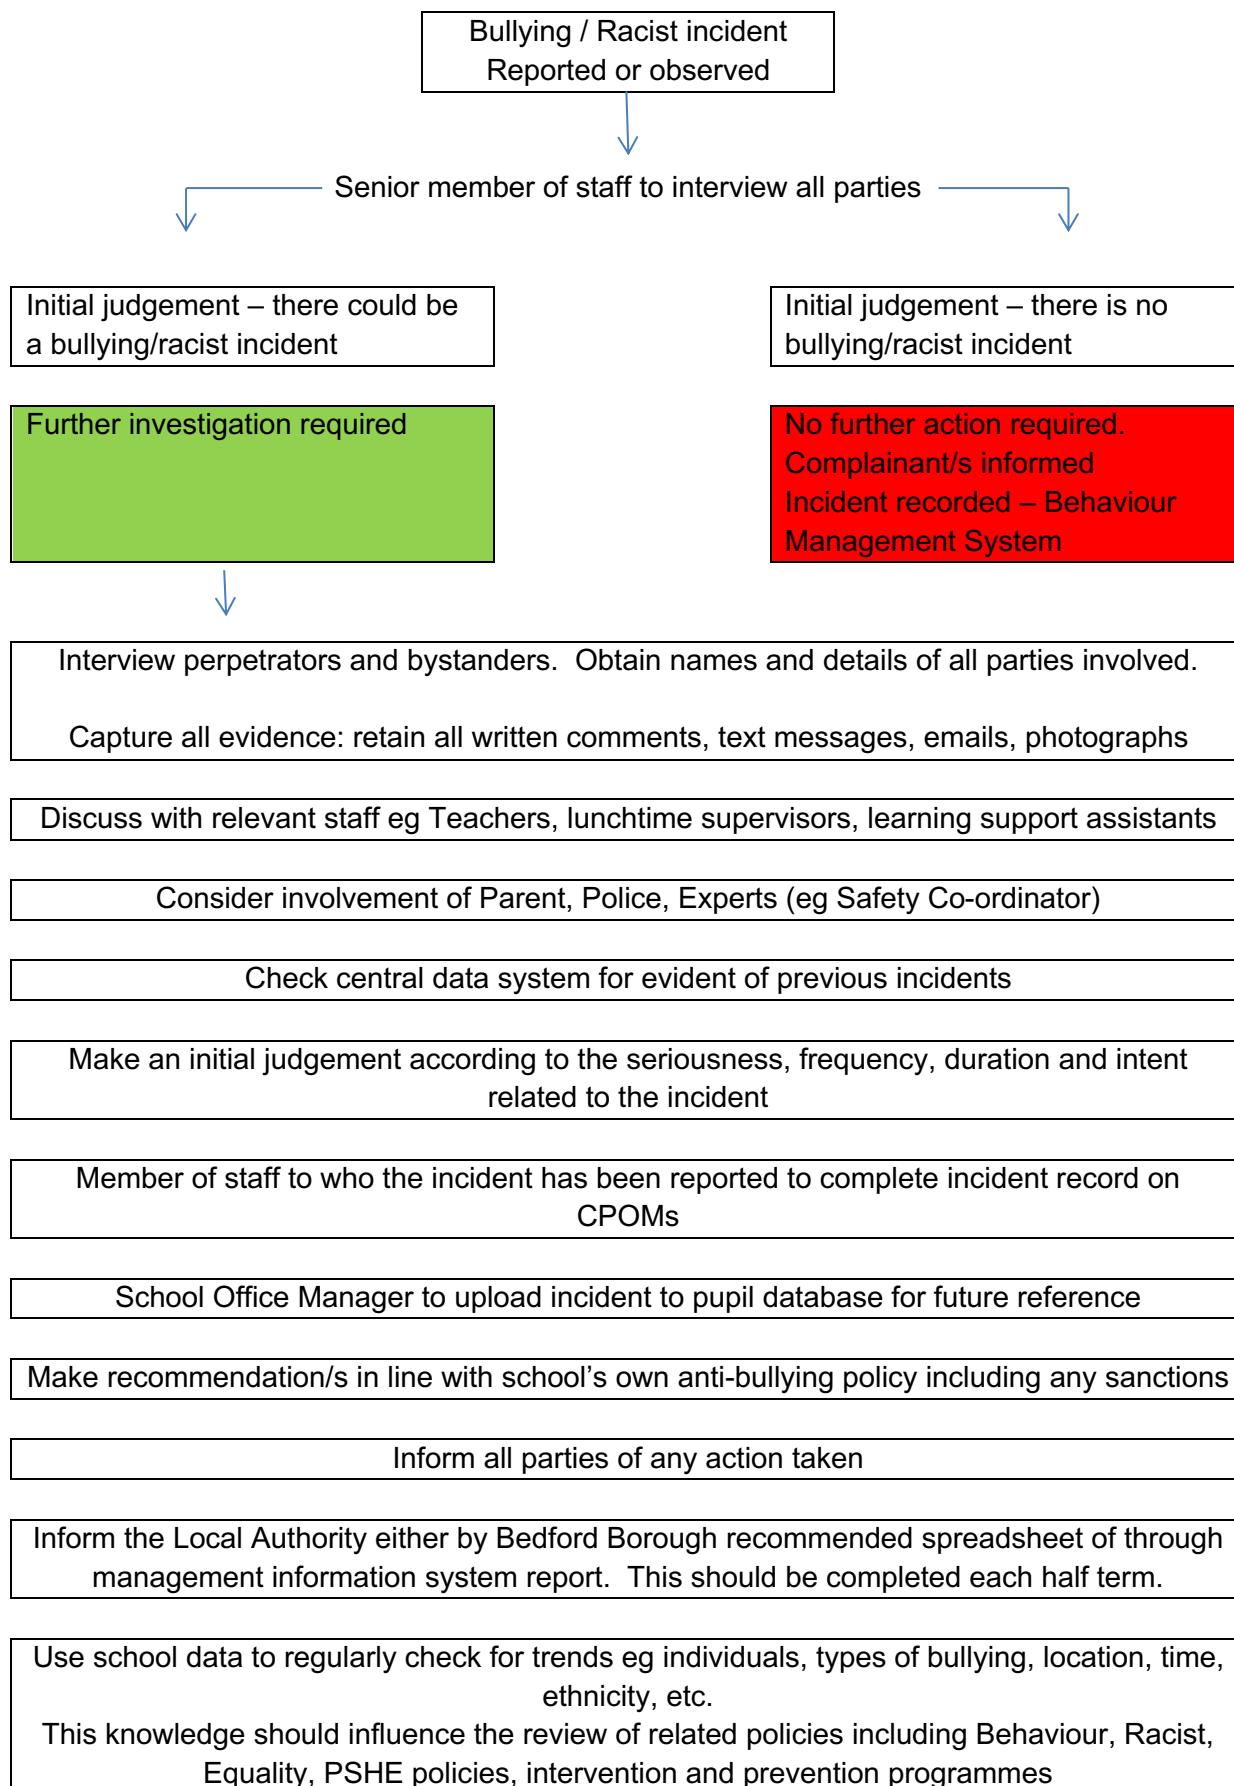 Bullying / Racist incident
Reported or observed
Senior member of staff to interview all parties
Initial judgement – there could be
a bullying/racist incident
Initial judgement – there is no
bullying/racist incident
Further investigation required
No further action required.
Complainant/s informed
Incident recorded – Behaviour
Management System
Interview perpetrators and bystanders.  Obtain names and details of all parties involved.
Capture all evidence: retain all written comments, text messages, emails, photographs
Discuss with relevant staff eg Teachers, lunchtime supervisors, learning support assistants
Consider involvement of Parent, Police, Experts (eg Safety Co-ordinator)
Check central data system for evident of previous incidents
Make an initial judgement according to the seriousness, frequency, duration and intent
related to the incident
Member of staff to who the incident has been reported to complete incident record on
CPOMs
School Office Manager to upload incident to pupil database for future reference
Make recommendation/s in line with school’s own anti-bullying policy including any sanctions
Inform all parties of any action taken
Inform the Local Authority either by Bedford Borough recommended spreadsheet of through
management information system report.  This should be completed each half term.
Use school data to regularly check for trends eg individuals, types of bullying, location, time,
ethnicity, etc.
This knowledge should influence the review of related policies including Behaviour, Racist,
Equality, PSHE policies, intervention and prevention programmes